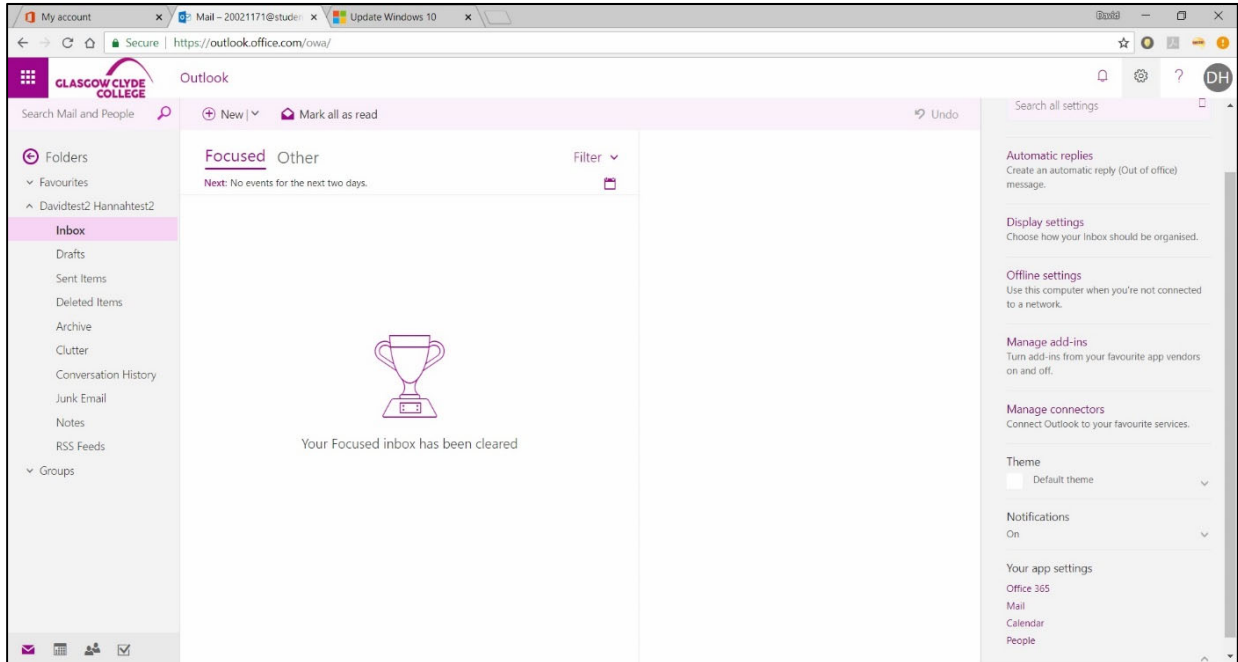 My account
Mail – 20021171@studen
Update Windows 10
David
Secure
https://outlook.office.com/owa/
GLASGOW CLYDE
COLLEGE
Outlook
?
DH
Search Mail and People
New
Mark all as read
Undo
Search all settings
Folders
Favourites
Davidtest2 Hannahtest2
Inbox
Drafts
Sent Items
Deleted Items
Archive
Clutter
Conversation History
Junk Email
Notes
RSS Feeds
Groups
Focused Other
Filter
Next: No events for the next two days.
Your Focused inbox has been cleared
Automatic replies
Create an automatic reply (Out of office)
message.
Display settings
Choose how your Inbox should be organised.
Offline settings
Use this computer when you're not connected
to a network.
Manage add-ins
Turn add-ins from your favourite app vendors
on and off.
Manage connectors
Connect Outlook to your favourite services.
Theme
Default theme
Notifications
On
Your app settings
Office 365
Mail
Calendar
People